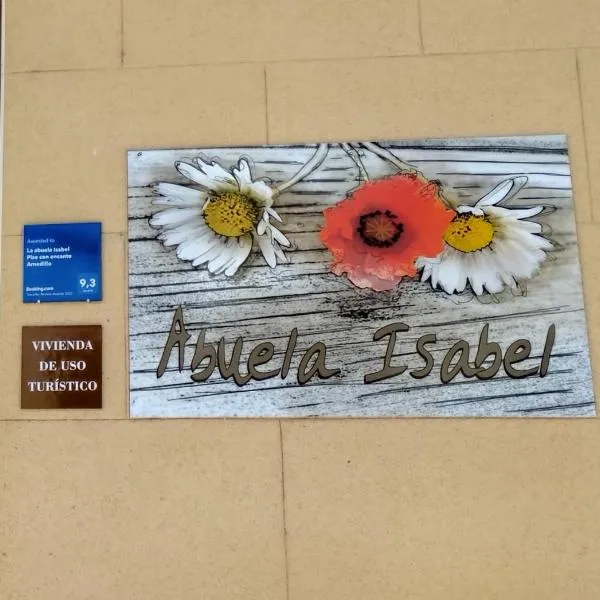 Awarded to
La abuela Isabel
Piso con encanto
Arnedillo
9,3
Booking.com
VIVIENDA
DE USO
TURÍSTICO
Abuela Isabel